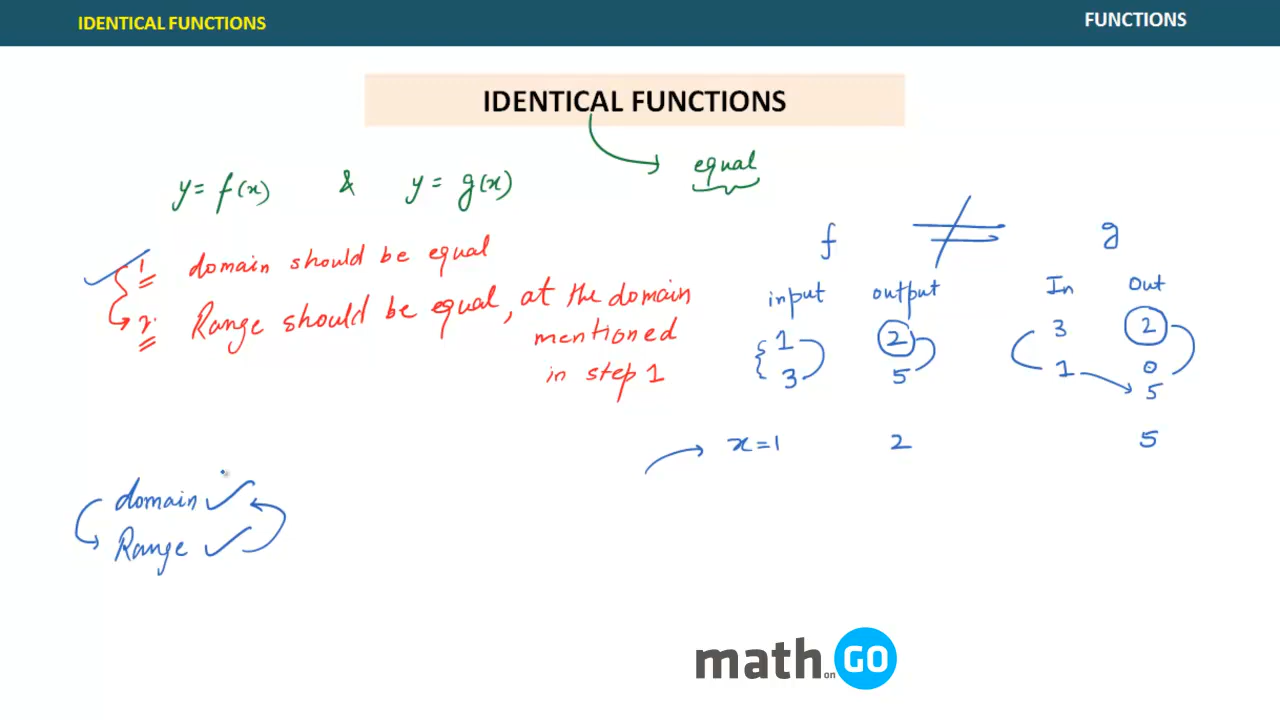 IDENTICAL FUNCTIONS
FUNCTIONS
IDENTICAL FUNCTIONS
equal
y = f(x) & y = g(x)
1 domain should be equal
2. Range should be equal, at the domain
mentioned
in step 1
f ≠ g
input output In Out
1 2 3 2
3 5 1 0
5
x = 1 2 5
domain ✓
Range ✓
math on GO